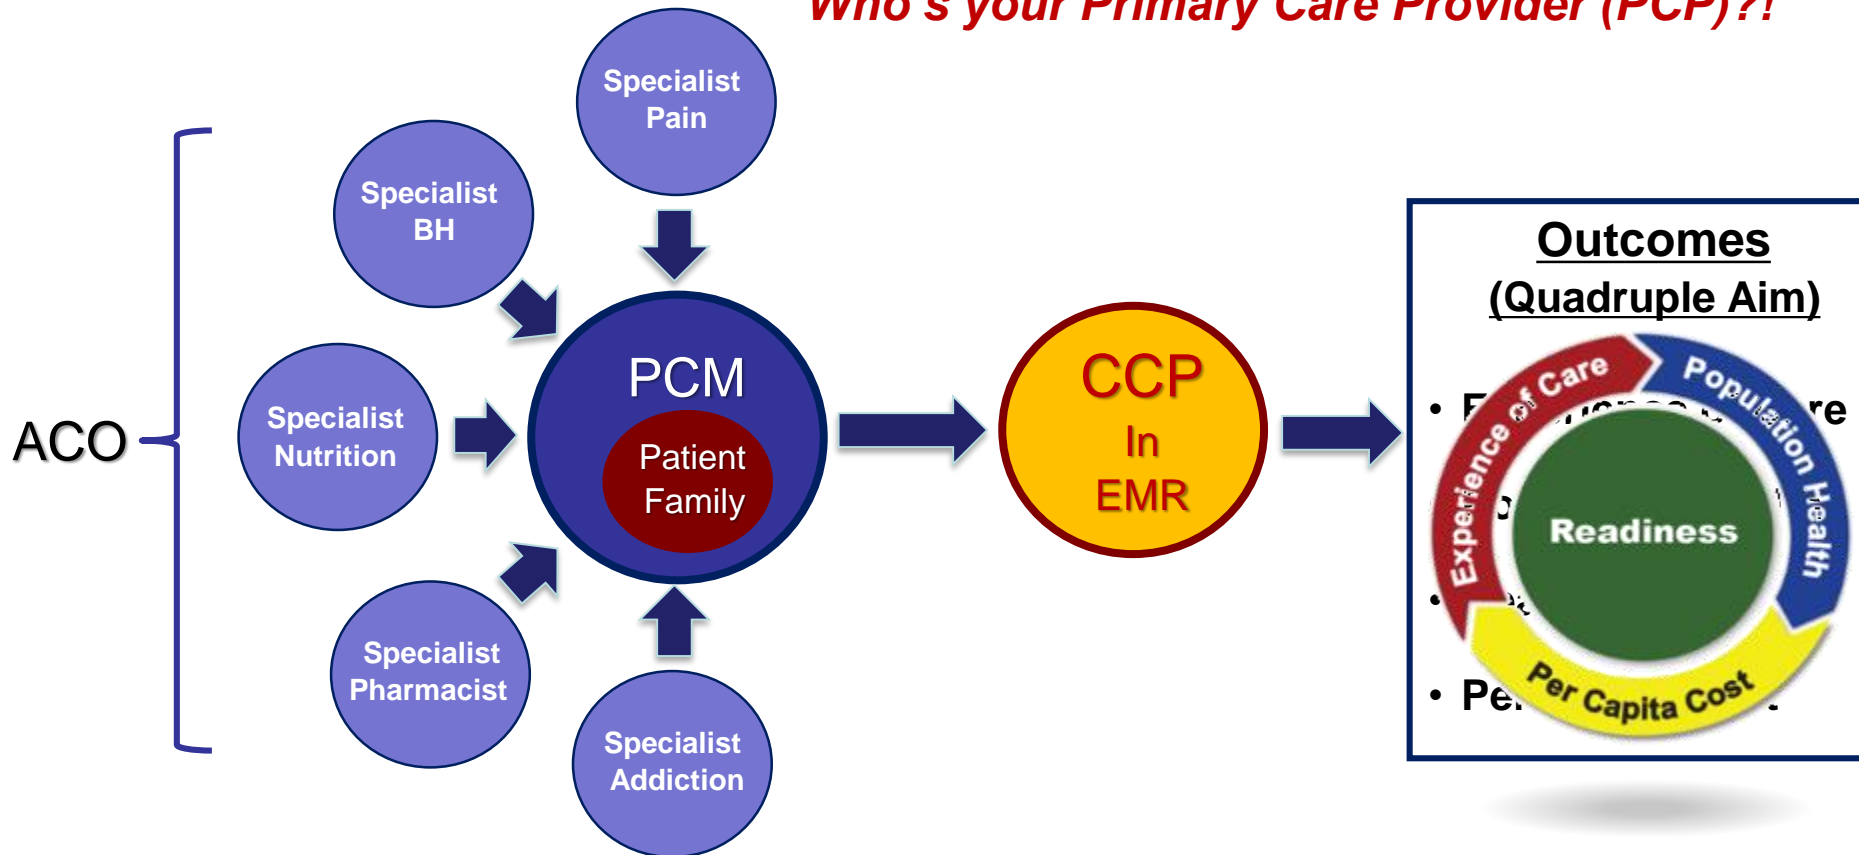 Who's your Primary Care Provider (PCP)?!
Specialist
Pain
Specialist
BH
Specialist
Nutrition
Specialist
Pharmacist
Specialist
Addiction
ACO
PCM
Patient
Family
CCP
In
EMR
Outcomes
(Quadruple Aim)
Experience of Care
Population Health
Readiness
Per Capita Cost